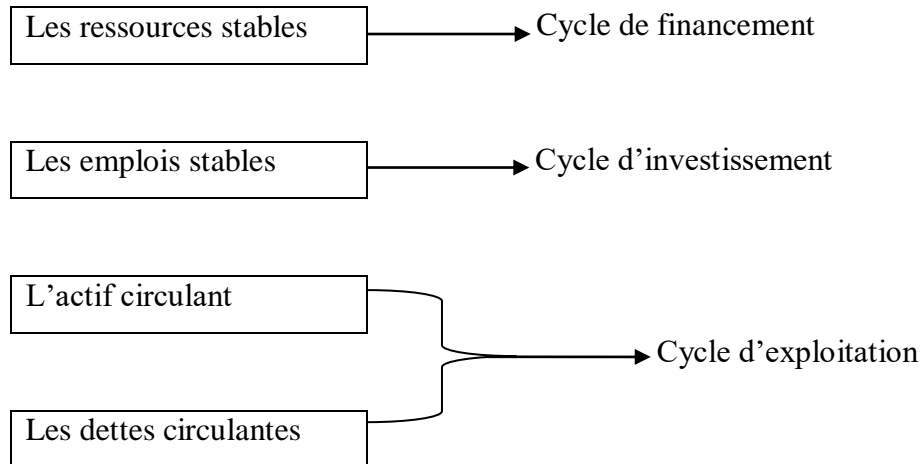 Les ressources stables
Cycle de financement
Les emplois stables
Cycle d’investissement
L’actif circulant
Cycle d’exploitation
Les dettes circulantes